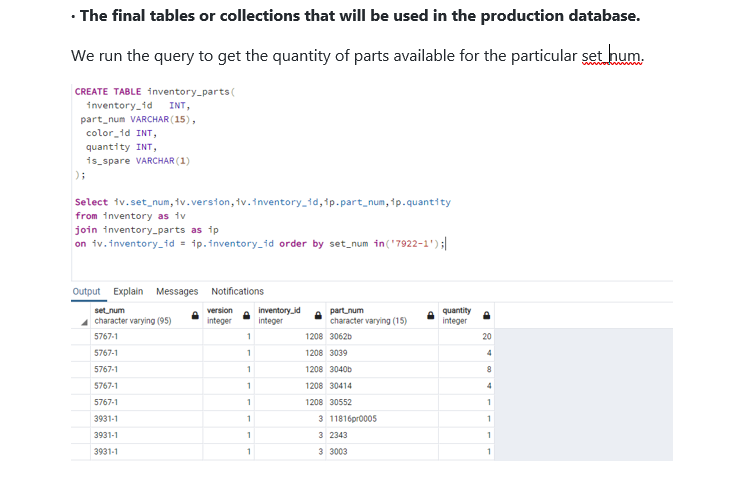 · The final tables or collections that will be used in the production database.
We run the query to get the quantity of parts available for the particular set_num.
CREATE TABLE inventory_parts(
inventory_id INT,
part_num VARCHAR(15),
color_id INT,
quantity INT,
is_spare VARCHAR(1)
);
Select iv.set_num,iv.version,iv.inventory_id,ip.part_num,ip.quantity
from inventory as iv
join inventory_parts as ip
on iv.inventory_id = ip.inventory_id order by set_num in('7922-1');
Output Explain Messages Notifications
set_num version inventory_id part_num quantity
character varying (95) integer integer character varying (15) integer
5767-1 1 1208 3062b 20
5767-1 1 1208 3039 4
5767-1 1 1208 3040b 8
5767-1 1 1208 30414 4
5767-1 1 1208 30552 1
3931-1 1 3 11816pr0005 1
3931-1 1 3 2343 1
3931-1 1 3 3003 1